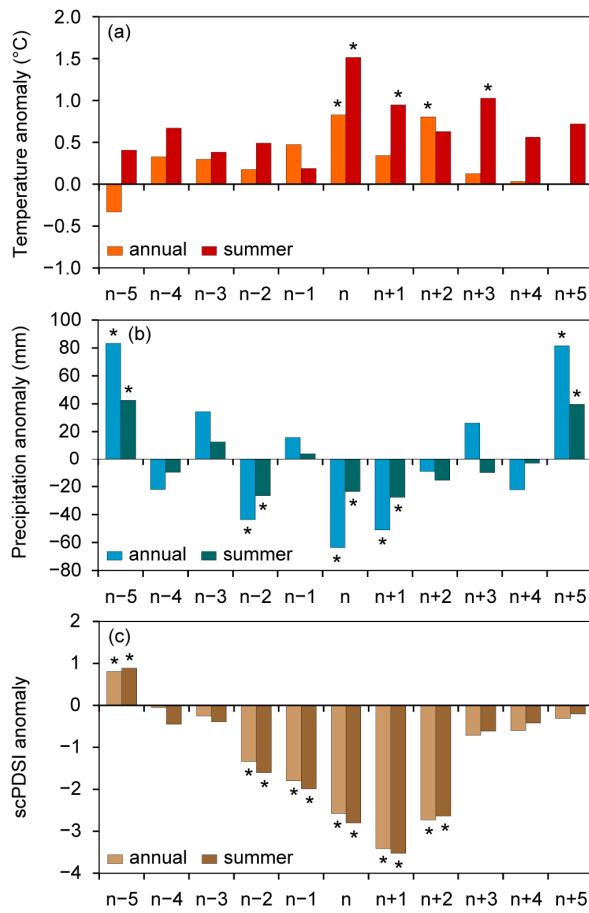 (a)
Temperature anomaly (°C)
2.0
1.5
1.0
0.5
0.0
−0.5
−1.0
* * * * *
annual summer
n−5 n−4 n−3 n−2 n−1 n n+1 n+2 n+3 n+4 n+5
(b)
Precipitation anomaly (mm)
100
80
60
40
20
0
−20
−40
−60
−80
* * * * * * * * * *
annual summer
n−5 n−4 n−3 n−2 n−1 n n+1 n+2 n+3 n+4 n+5
(c)
scPDSI anomaly
2
1
0
−1
−2
−3
−4
* * * * * * * * * * * *
annual summer
n−5 n−4 n−3 n−2 n−1 n n+1 n+2 n+3 n+4 n+5